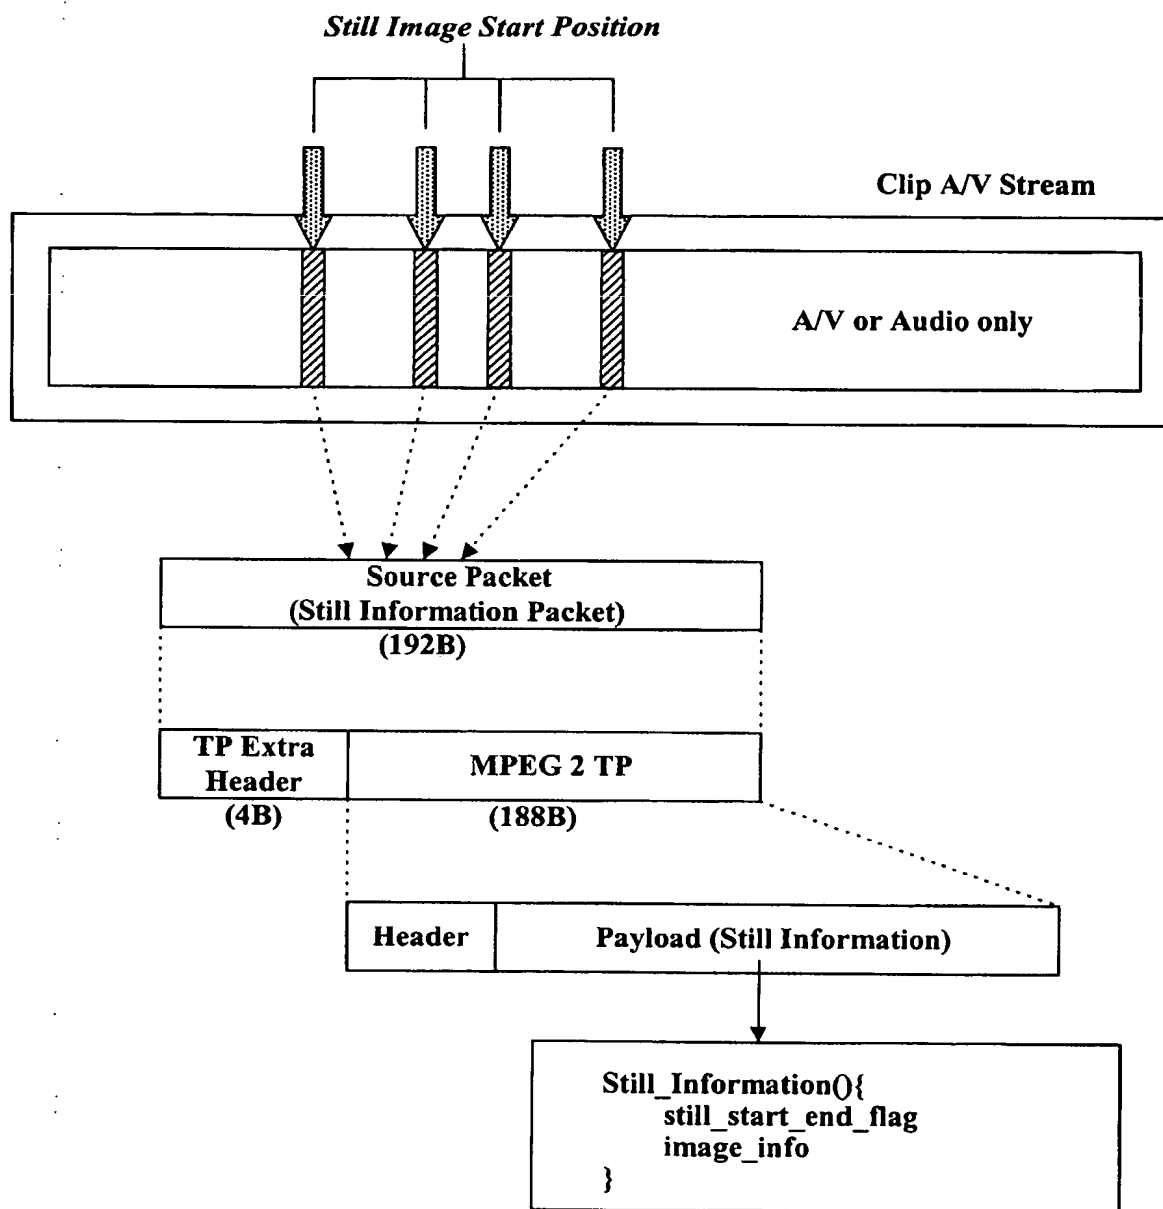 Still Image Start Position
Clip A/V Stream
A/V or Audio only
Source Packet
(Still Information Packet)
(192B)
TP Extra
Header
MPEG 2 TP
(4B)
(188B)
Header
Payload (Still Information)
Still_Information(){
still_start_end_flag
image_info
}